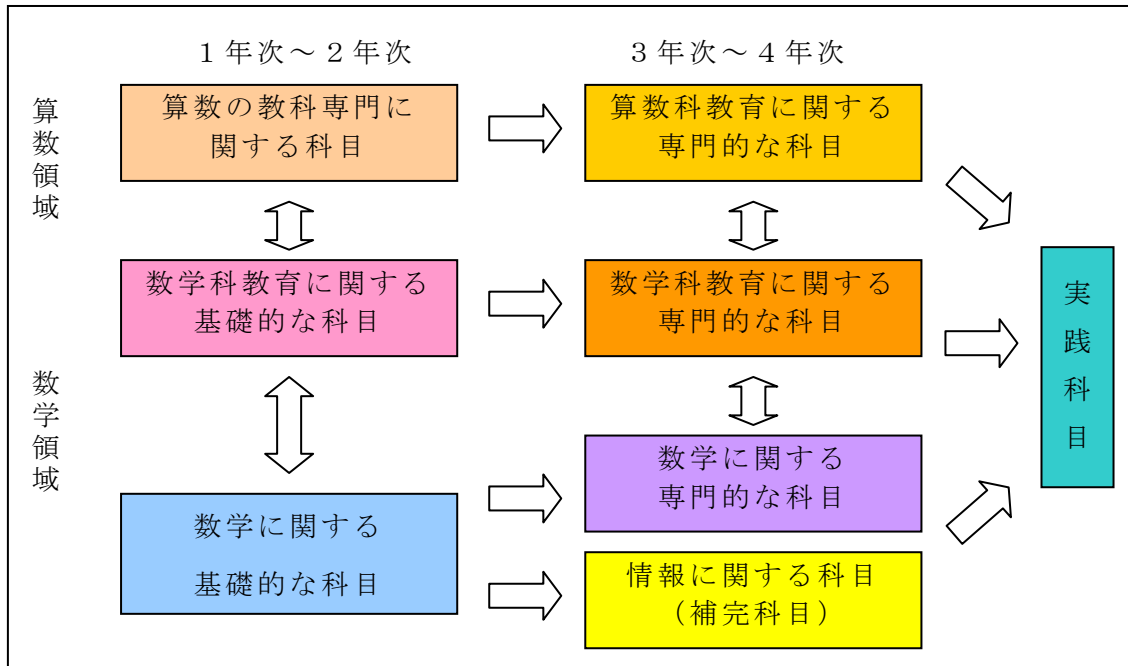 1年次～2年次
3年次～4年次
算数領域
算数の教科専門に
関する科目
算数科教育に関する
専門的な科目
数学科教育に関する
基礎的な科目
数学科教育に関する
専門的な科目
実践科目
数学領域
数学に関する
専門的な科目
数学に関する
基礎的な科目
情報に関する科目
（補完科目）